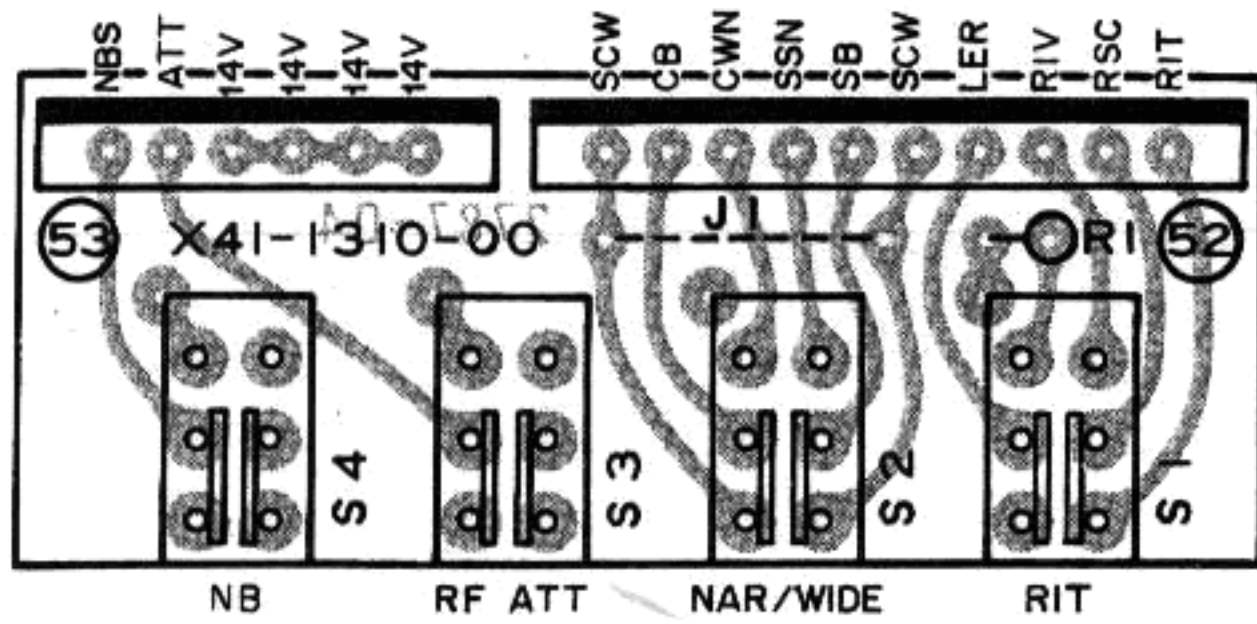 NBS ATT 14V 14V 14V 14V SCW CB CWN SSN SB SCW LER RIV RSC RIT
53 X41-1310-00 J1 R1 52
S4 S3 S2 S1
NB RF ATT NAR/WIDE RIT